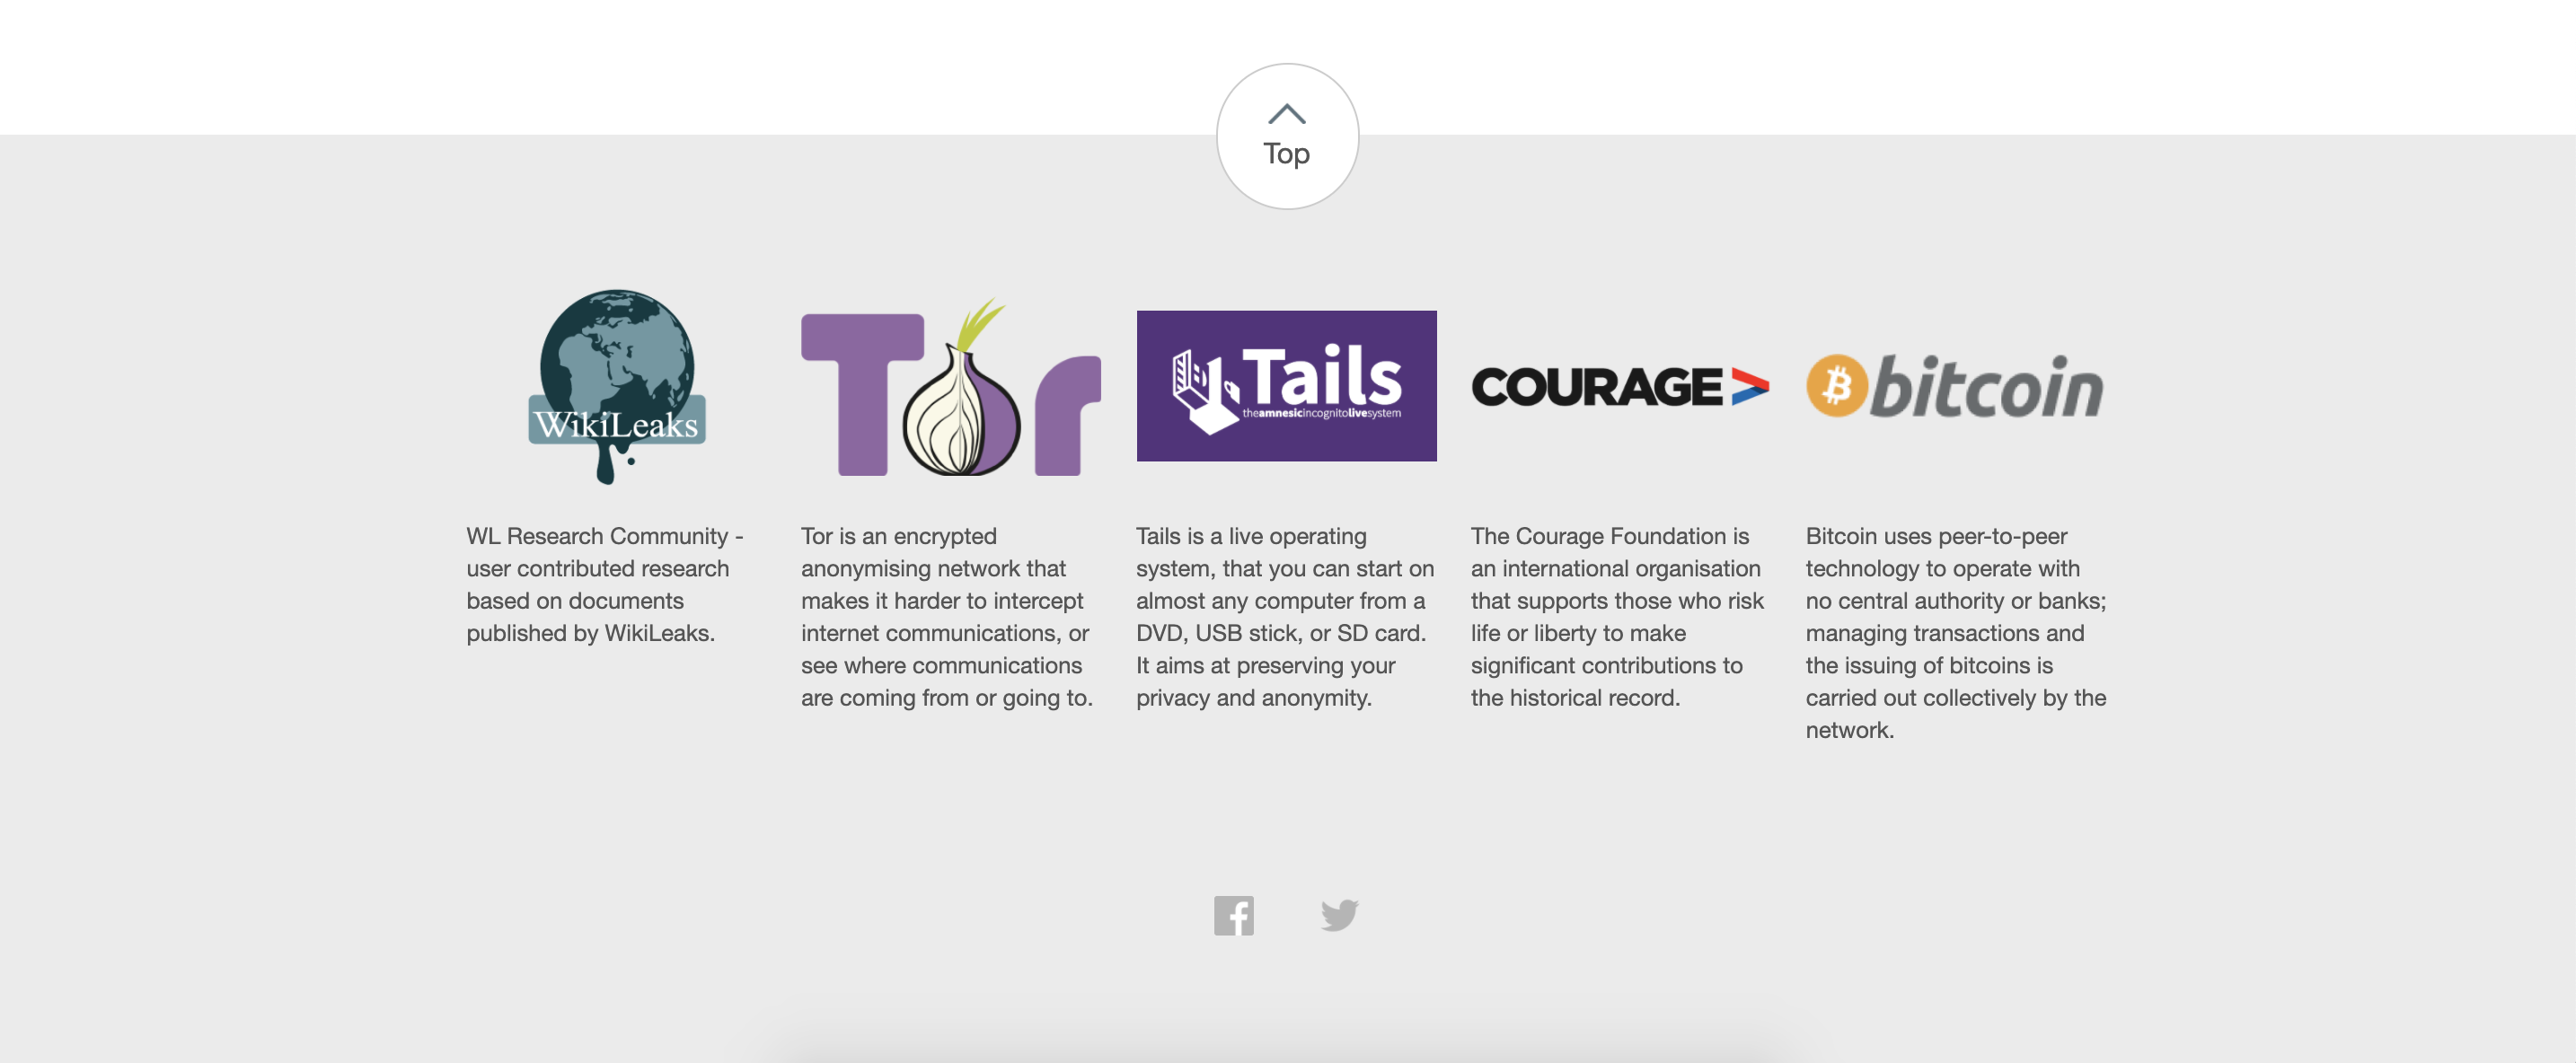 Top
WikiLeaks
Tor
Tails
theamnesicincognitolivesystem
COURAGE
bitcoin
WL Research Community -
user contributed research
based on documents
published by WikiLeaks.
Tor is an encrypted
anonymising network that
makes it harder to intercept
internet communications, or
see where communications
are coming from or going to.
Tails is a live operating
system, that you can start on
almost any computer from a
DVD, USB stick, or SD card.
It aims at preserving your
privacy and anonymity.
The Courage Foundation is
an international organisation
that supports those who risk
life or liberty to make
significant contributions to
the historical record.
Bitcoin uses peer-to-peer
technology to operate with
no central authority or banks;
managing transactions and
the issuing of bitcoins is
carried out collectively by the
network.